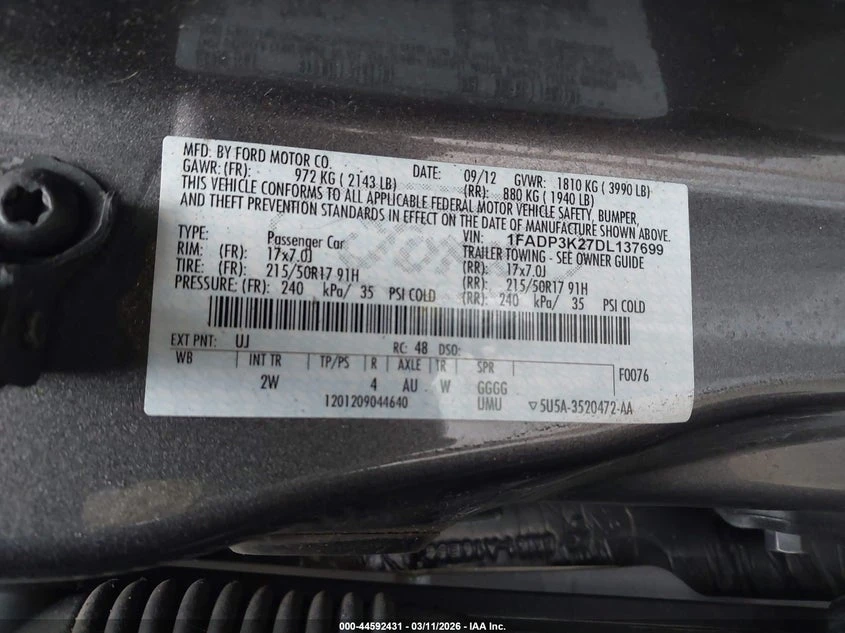 MFD. BY FORD MOTOR CO. DATE: 09/12 GVWR: 1810 KG ( 3990 LB)
GAWR:(FR): 972 KG ( 2143 LB) (RR): 880 KG ( 1940 LB)
THIS VEHICLE CONFORMS TO ALL APPLICABLE FEDERAL MOTOR VEHICLE SAFETY, BUMPER,
AND THEFT PREVENTION STANDARDS IN EFFECT ON THE DATE OF MANUFACTURE SHOWN ABOVE.
VIN: 1FADP3K27DL137699
TYPE: Passenger Car TRAILER TOWING - SEE OWNER GUIDE
RIM: (FR): 17x7.0J (RR): 17x7.0J
TIRE: (FR): 215/50R17 91H (RR): 215/50R17 91H
PRESSURE: (FR): 240 kPa/ 35 PSI COLD (RR): 240 kPa/ 35 PSI COLD
EXT PNT: UJ RC: 48 DSO:
WB INT TR TP/PS R AXLE TR SPR F0076
2W 4 AU W GGGG
1201209044640 UMU ▽5U5A-3520472-AA
000-44592431 - 03/11/2026 - IAA Inc.